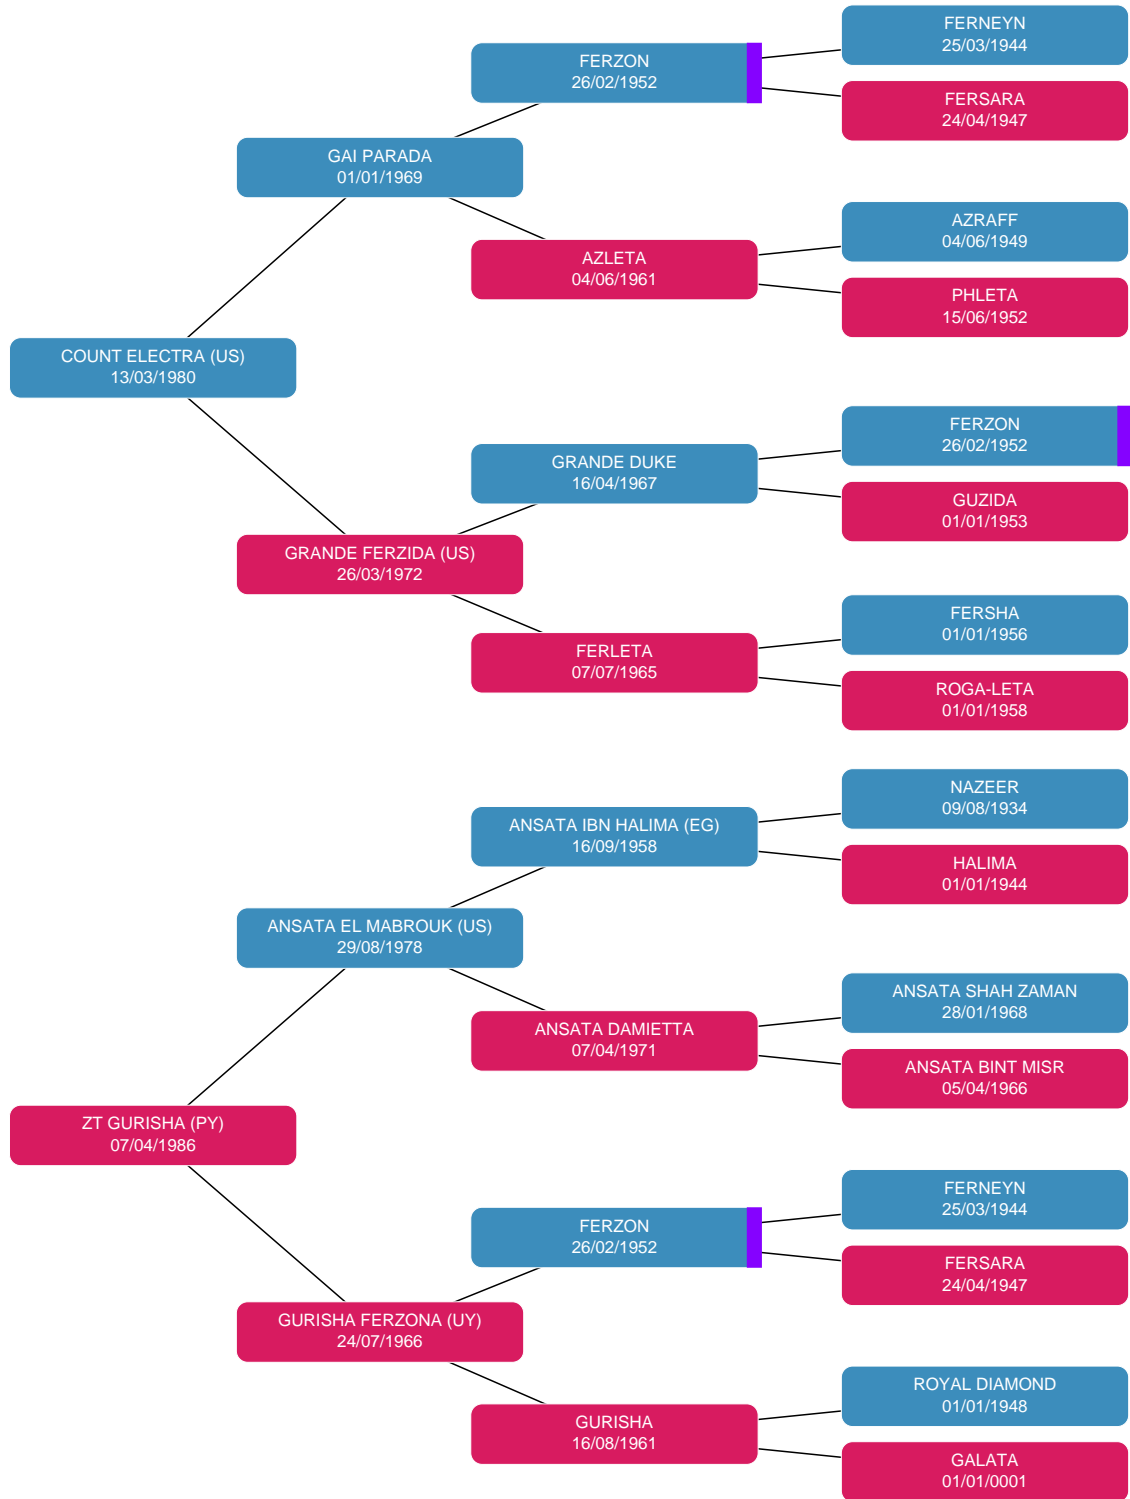 FERNEYN
25/03/1944
FERZON
26/02/1952
FERSARA
24/04/1947
GAI PARADA
01/01/1969
AZRAFF
04/06/1949
AZLETA
04/06/1961
PHLETA
15/06/1952
COUNT ELECTRA (US)
13/03/1980
FERZON
26/02/1952
GRANDE DUKE
16/04/1967
GUZIDA
01/01/1953
GRANDE FERZIDA (US)
26/03/1972
FERSHA
01/01/1956
FERLETA
07/07/1965
ROGA-LETA
01/01/1958
NAZEER
09/08/1934
ANSATA IBN HALIMA (EG)
16/09/1958
HALIMA
01/01/1944
ANSATA EL MABROUK (US)
29/08/1978
ANSATA SHAH ZAMAN
28/01/1968
ANSATA DAMIETTA
07/04/1971
ANSATA BINT MISR
05/04/1966
ZT GURISHA (PY)
07/04/1986
FERNEYN
25/03/1944
FERZON
26/02/1952
FERSARA
24/04/1947
GURISHA FERZONA (UY)
24/07/1966
ROYAL DIAMOND
01/01/1948
GURISHA
16/08/1961
GALATA
01/01/0001